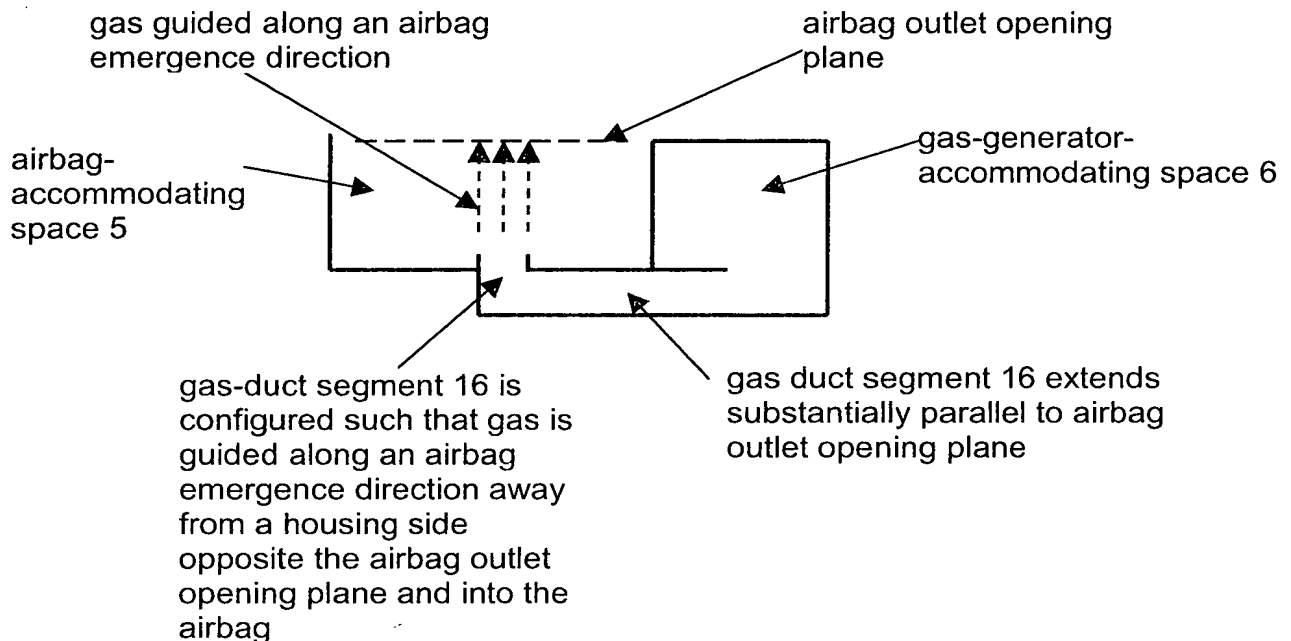 gas guided along an airbag
emergence direction
airbag outlet opening
plane
airbag-
accommodating
space 5
gas-generator-
accommodating space 6
gas-duct segment 16 is
configured such that gas is
guided along an airbag
emergence direction away
from a housing side
opposite the airbag outlet
opening plane and into the
airbag
gas duct segment 16 extends
substantially parallel to airbag
outlet opening plane